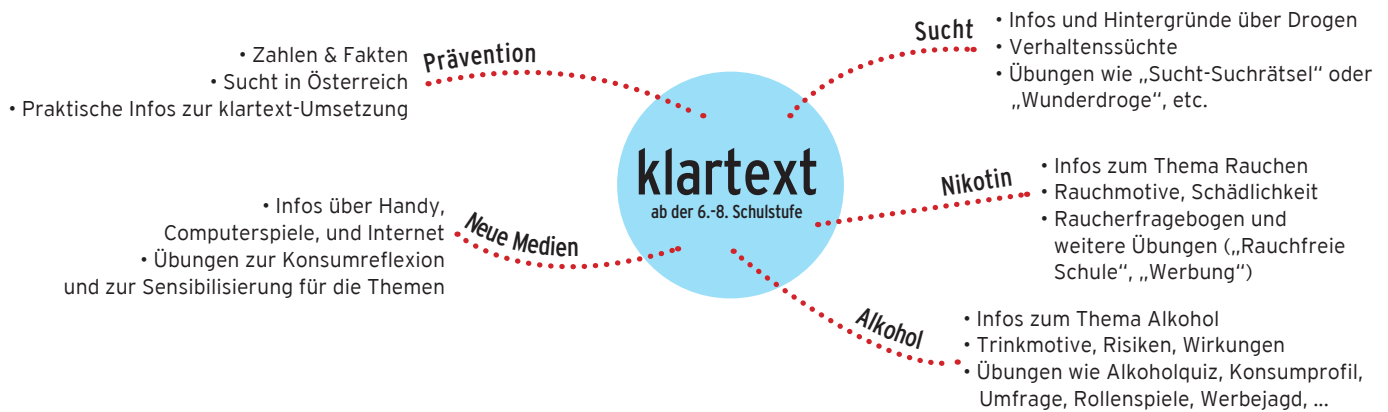 Prävention
• Zahlen & Fakten
• Sucht in Österreich
• Praktische Infos zur klartext-Umsetzung
Sucht
• Infos und Hintergründe über Drogen
• Verhaltenssüchte
• Übungen wie „Sucht-Suchrätsel“ oder
„Wunderdroge“, etc.
klartext
ab der 6.-8. Schulstufe
Neue Medien
• Infos über Handy,
Computerspiele, und Internet
• Übungen zur Konsumreflexion
und zur Sensibilisierung für die Themen
Nikotin
• Infos zum Thema Rauchen
• Rauchmotive, Schädlichkeit
• Raucherfragebogen und
weitere Übungen („Rauchfreie
Schule“, „Werbung“)
Alkohol
• Infos zum Thema Alkohol
• Trinkmotive, Risiken, Wirkungen
• Übungen wie Alkoholquiz, Konsumprofil,
Umfrage, Rollenspiele, Werbejagd, ...